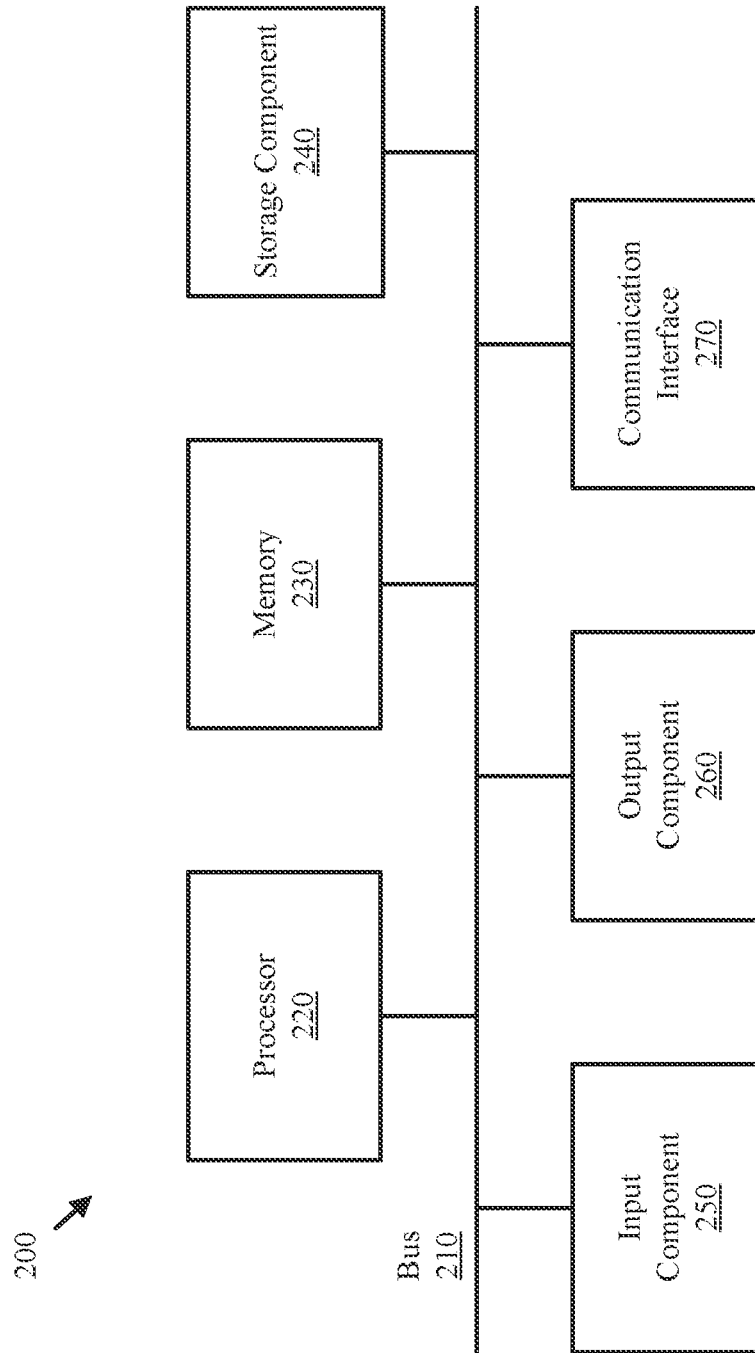 200
Processor
220
Memory
230
Storage Component
240
Bus
210
Input
Component
250
Output
Component
260
Communication
Interface
270